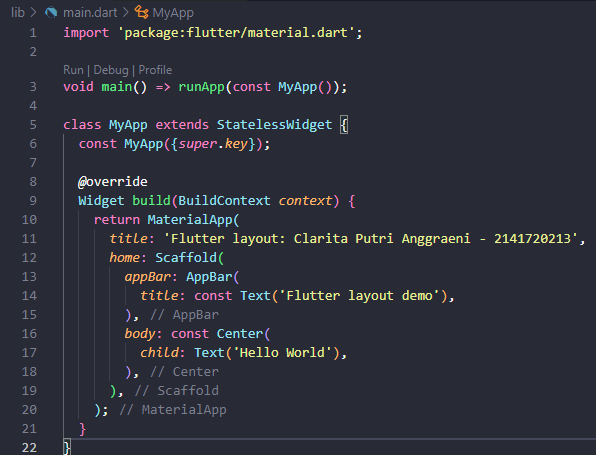 lib > main.dart > MyApp
1 import 'package:flutter/material.dart';
2
Run | Debug | Profile
3 void main() => runApp(const MyApp());
4
5 class MyApp extends StatelessWidget {
6   const MyApp({super.key});
7
8   @override
9   Widget build(BuildContext context) {
10     return MaterialApp(
11       title: 'Flutter layout: Clarita Putri Anggraeni - 2141720213',
12       home: Scaffold(
13         appBar: AppBar(
14           title: const Text('Flutter layout demo'),
15         ), // AppBar
16         body: const Center(
17           child: Text('Hello World'),
18         ), // Center
19       ), // Scaffold
20     ); // MaterialApp
21   }
22 }